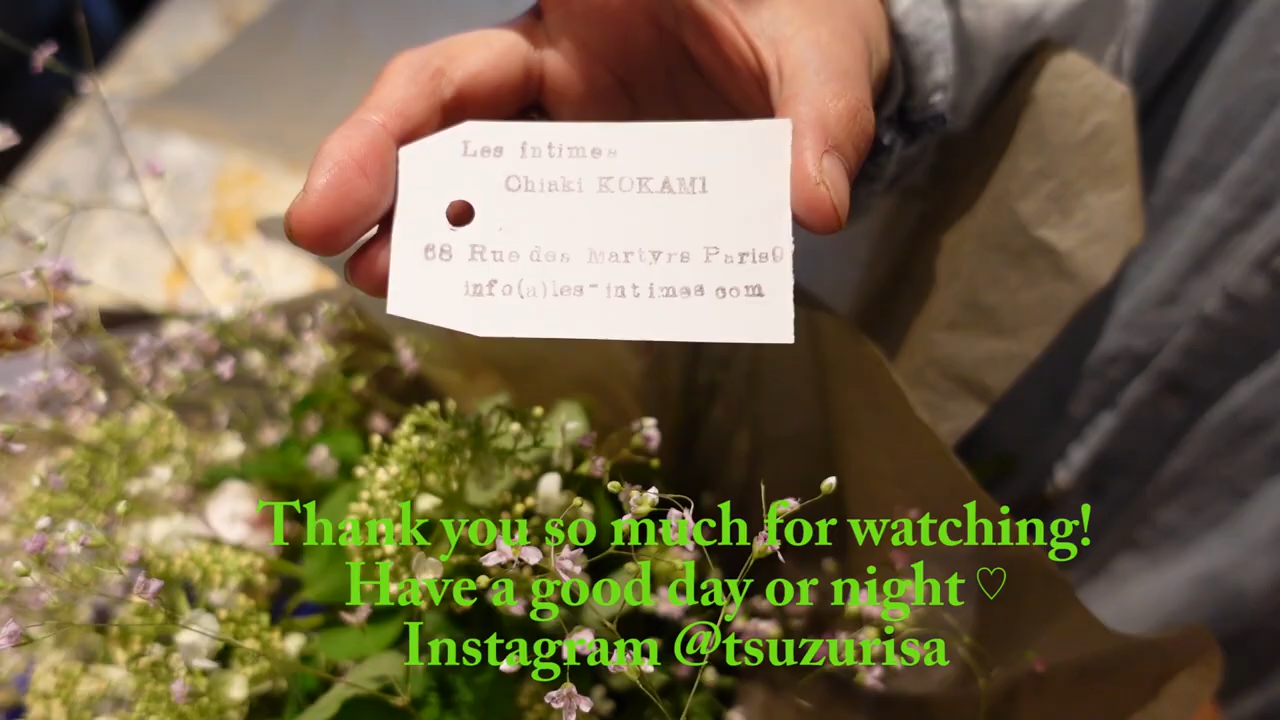 Les intimes
Chiaki KOKAMI
68 Rue des Martyrs Paris9
info(a)les-intimes com
Thank you so much for watching!
Have a good day or night ♡
Instagram @tsuzurisa